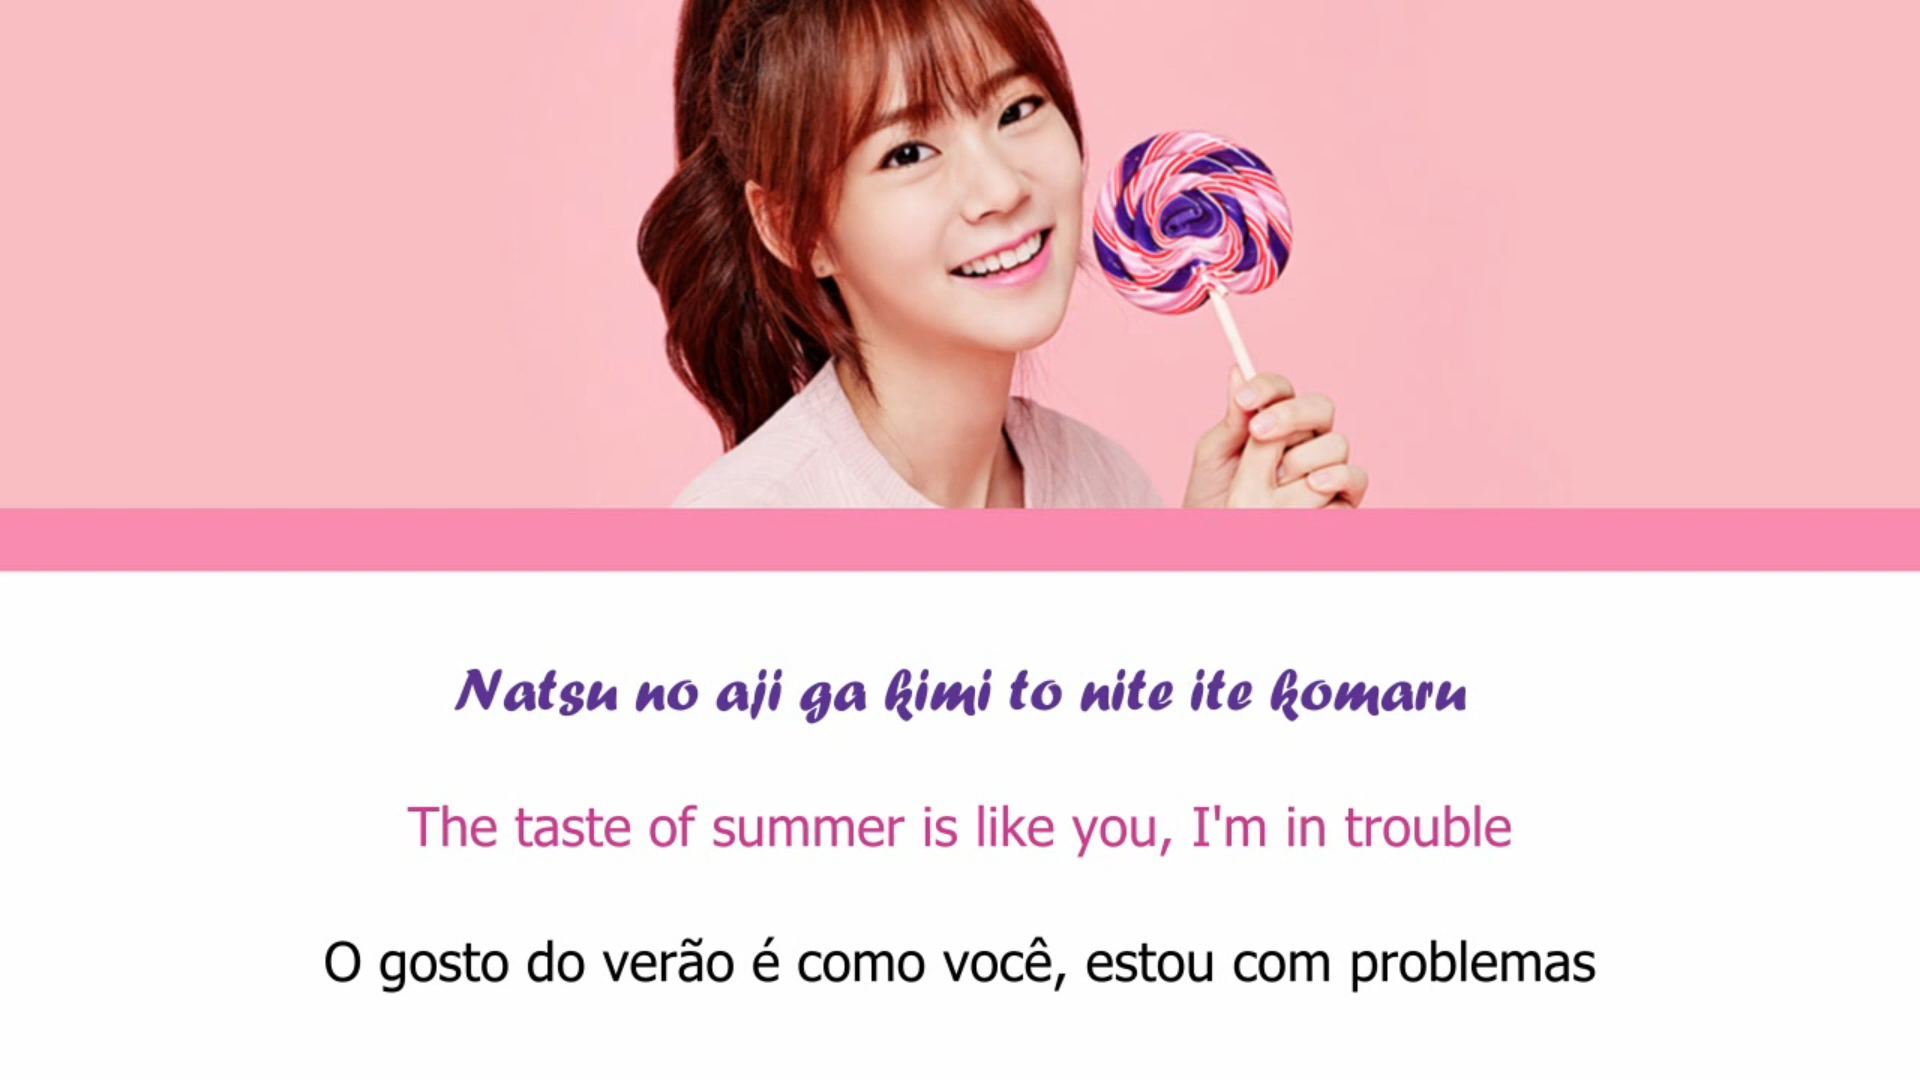 Natsu no aji ga kimi to nite ite komaru
The taste of summer is like you, I'm in trouble
O gosto do verão é como você, estou com problemas